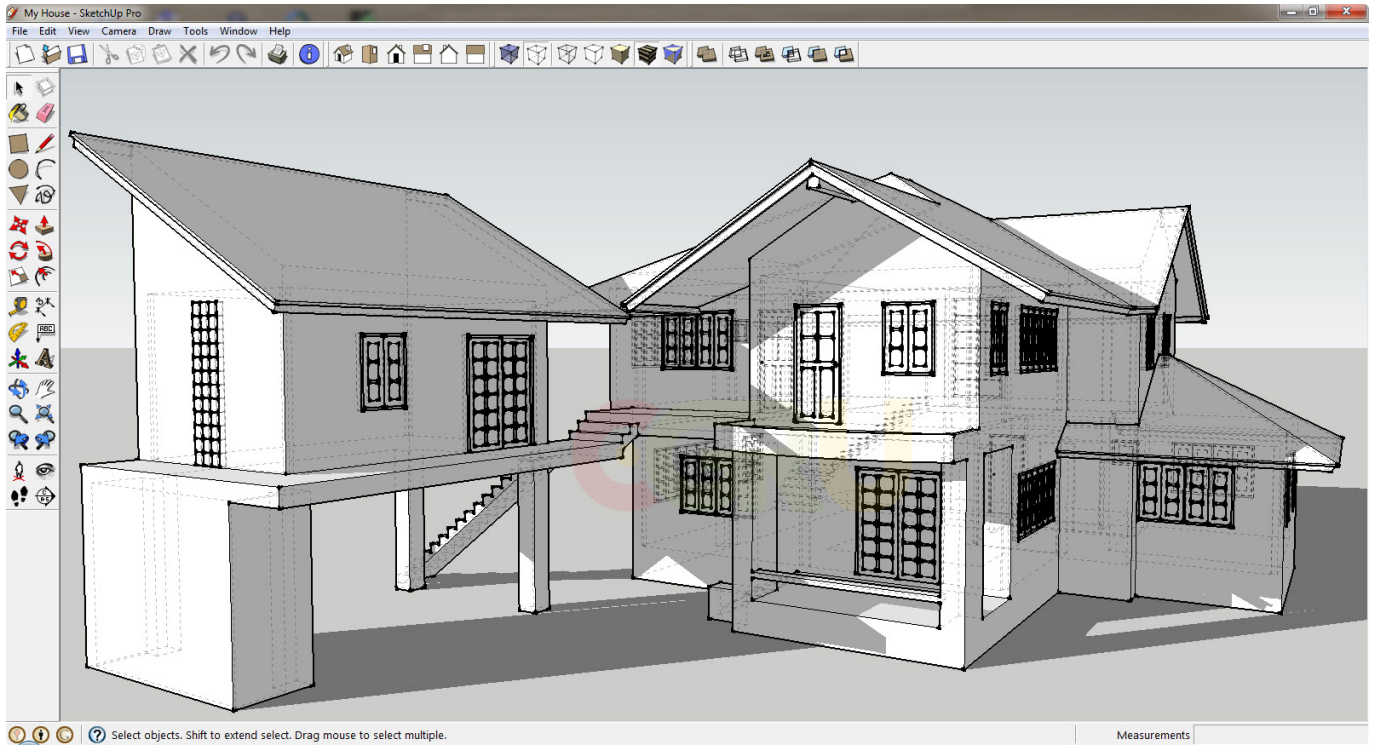 My House - SketchUp Pro
File Edit View Camera Draw Tools Window Help
ABC
Select objects. Shift to extend select. Drag mouse to select multiple.
Measurements